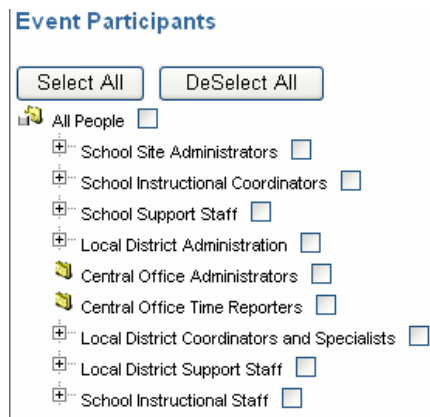 Event Participants
Select All DeSelect All
All People
School Site Administrators
School Instructional Coordinators
School Support Staff
Local District Administration
Central Office Administrators
Central Office Time Reporters
Local District Coordinators and Specialists
Local District Support Staff
School Instructional Staff